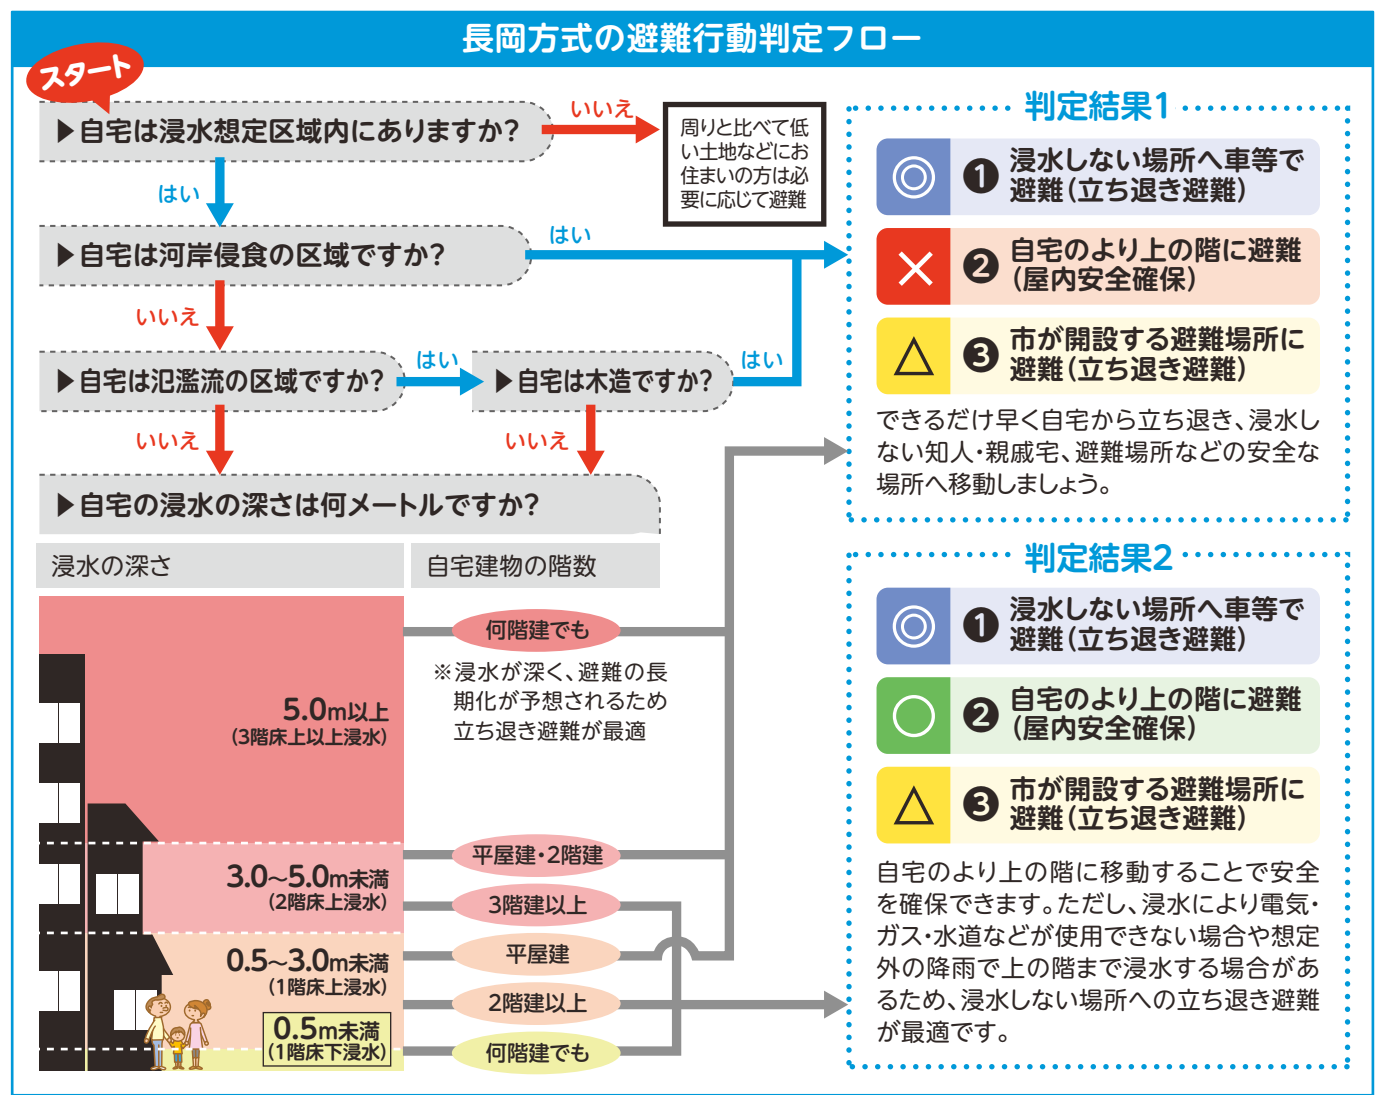 長岡方式の避難行動判定フロー
スタート
▶自宅は浸水想定区域内にありますか?
いいえ
周りと比べて低
い土地などにお
住まいの方は必
要に応じて避難
はい
▶自宅は河岸侵食の区域ですか?
はい
いいえ
▶自宅は氾濫流の区域ですか?
はい
▶自宅は木造ですか?
はい
いいえ
いいえ
▶自宅の浸水の深さは何メートルですか?
浸水の深さ
自宅建物の階数
5.0m以上
(3階床上以上浸水)
何階建でも
※浸水が深く、避難の長
期化が予想されるため
立ち退き避難が最適
3.0〜5.0m未満
(2階床上浸水)
平屋建・2階建
3階建以上
0.5〜3.0m未満
(1階床上浸水)
平屋建
2階建以上
0.5m未満
(1階床下浸水)
何階建でも
判定結果1
◎ ❶ 浸水しない場所へ車等で
避難(立ち退き避難)
× ❷ 自宅のより上の階に避難
(屋内安全確保)
△ ❸ 市が開設する避難場所に
避難(立ち退き避難)
できるだけ早く自宅から立ち退き、浸水し
ない知人・親戚宅、避難場所などの安全な
場所へ移動しましょう。
判定結果2
◎ ❶ 浸水しない場所へ車等で
避難(立ち退き避難)
○ ❷ 自宅のより上の階に避難
(屋内安全確保)
△ ❸ 市が開設する避難場所に
避難(立ち退き避難)
自宅のより上の階に移動することで安全
を確保できます。ただし、浸水により電気・
ガス・水道などが使用できない場合や想定
外の降雨で上の階まで浸水する場合があ
るため、浸水しない場所への立ち退き避難
が最適です。